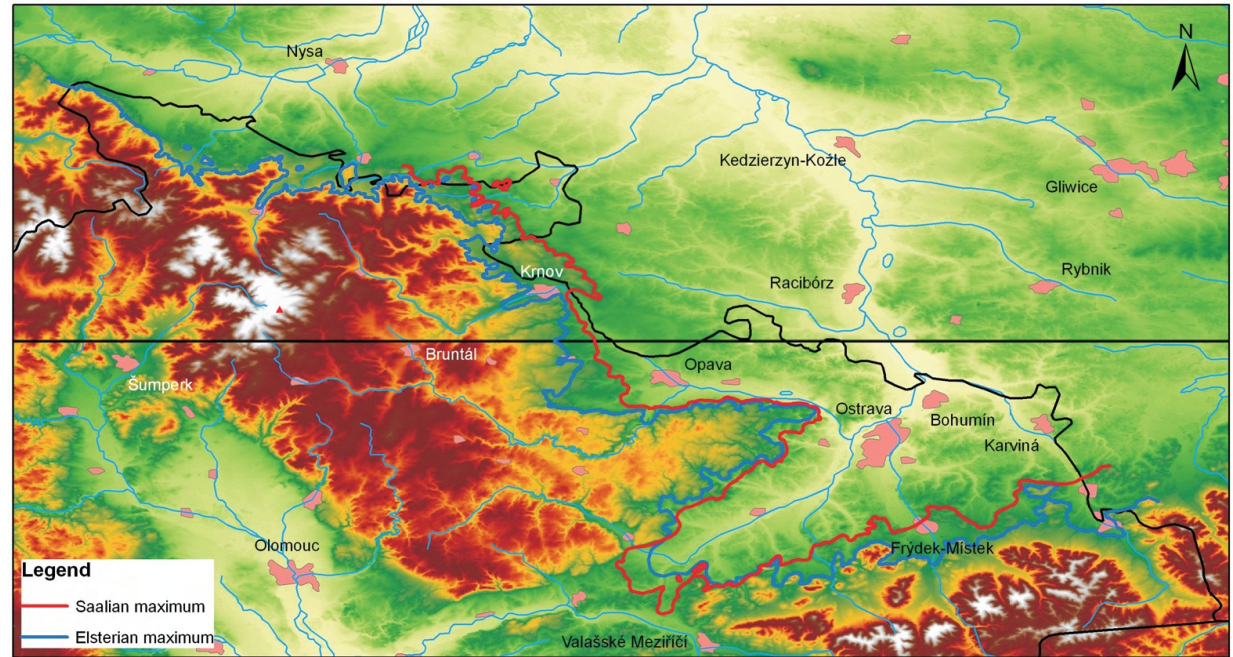 N
Nysa
Kedzierzyn-Koźle
Gliwice
Krnov
Racibórz
Rybnik
Bruntál
Opava
Šumperk
Ostrava
Bohumín
Karviná
Olomouc
Frýdek-Místek
Legend
Saalian maximum
Elsterian maximum
Valašské Meziříčí